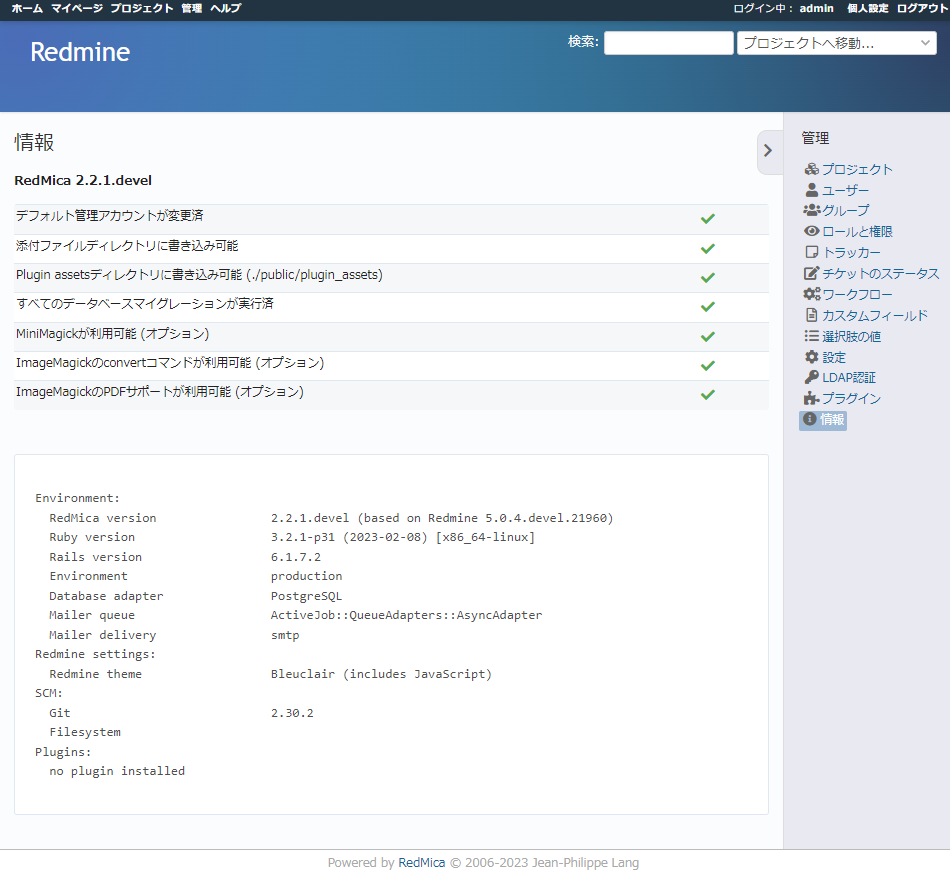 ホーム マイページ プロジェクト 管理 ヘルプ ログイン中： admin 個人設定 ログアウト
Redmine
検索: プロジェクトへ移動...
情報
RedMica 2.2.1.devel
デフォルト管理アカウントが変更済
添付ファイルディレクトリに書き込み可能
Plugin assetsディレクトリに書き込み可能 (./public/plugin_assets)
すべてのデータベースマイグレーションが実行済
MiniMagickが利用可能 (オプション)
ImageMagickのconvertコマンドが利用可能 (オプション)
ImageMagickのPDFサポートが利用可能 (オプション)
Environment:
RedMica version 2.2.1.devel (based on Redmine 5.0.4.devel.21960)
Ruby version 3.2.1-p31 (2023-02-08) [x86_64-linux]
Rails version 6.1.7.2
Environment production
Database adapter PostgreSQL
Mailer queue ActiveJob::QueueAdapters::AsyncAdapter
Mailer delivery smtp
Redmine settings:
Redmine theme Bleuclair (includes JavaScript)
SCM:
Git 2.30.2
Filesystem
Plugins:
no plugin installed
管理
プロジェクト
ユーザー
グループ
ロールと権限
トラッカー
チケットのステータス
ワークフロー
カスタムフィールド
選択肢の値
設定
LDAP認証
プラグイン
情報
Powered by RedMica © 2006-2023 Jean-Philippe Lang